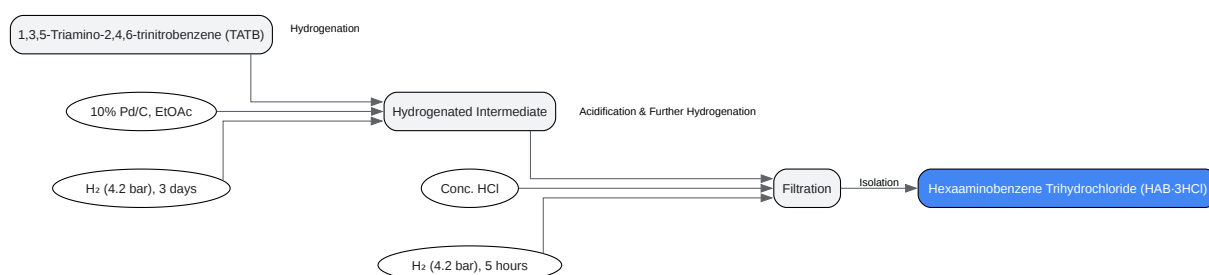 1,3,5-Triamino-2,4,6-trinitrobenzene (TATB)
Hydrogenation
10% Pd/C, EtOAc
Hydrogenated Intermediate
Acidification & Further Hydrogenation
H₂ (4.2 bar), 3 days
Conc. HCl
Filtration
Isolation
Hexaaminobenzene Trihydrochloride (HAB·3HCl)
H₂ (4.2 bar), 5 hours